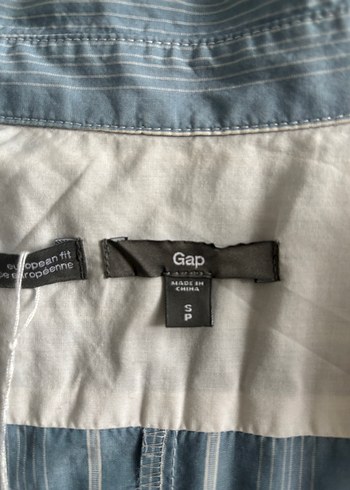 Gap
MADE IN
CHINA
S
P
european fit
européenne